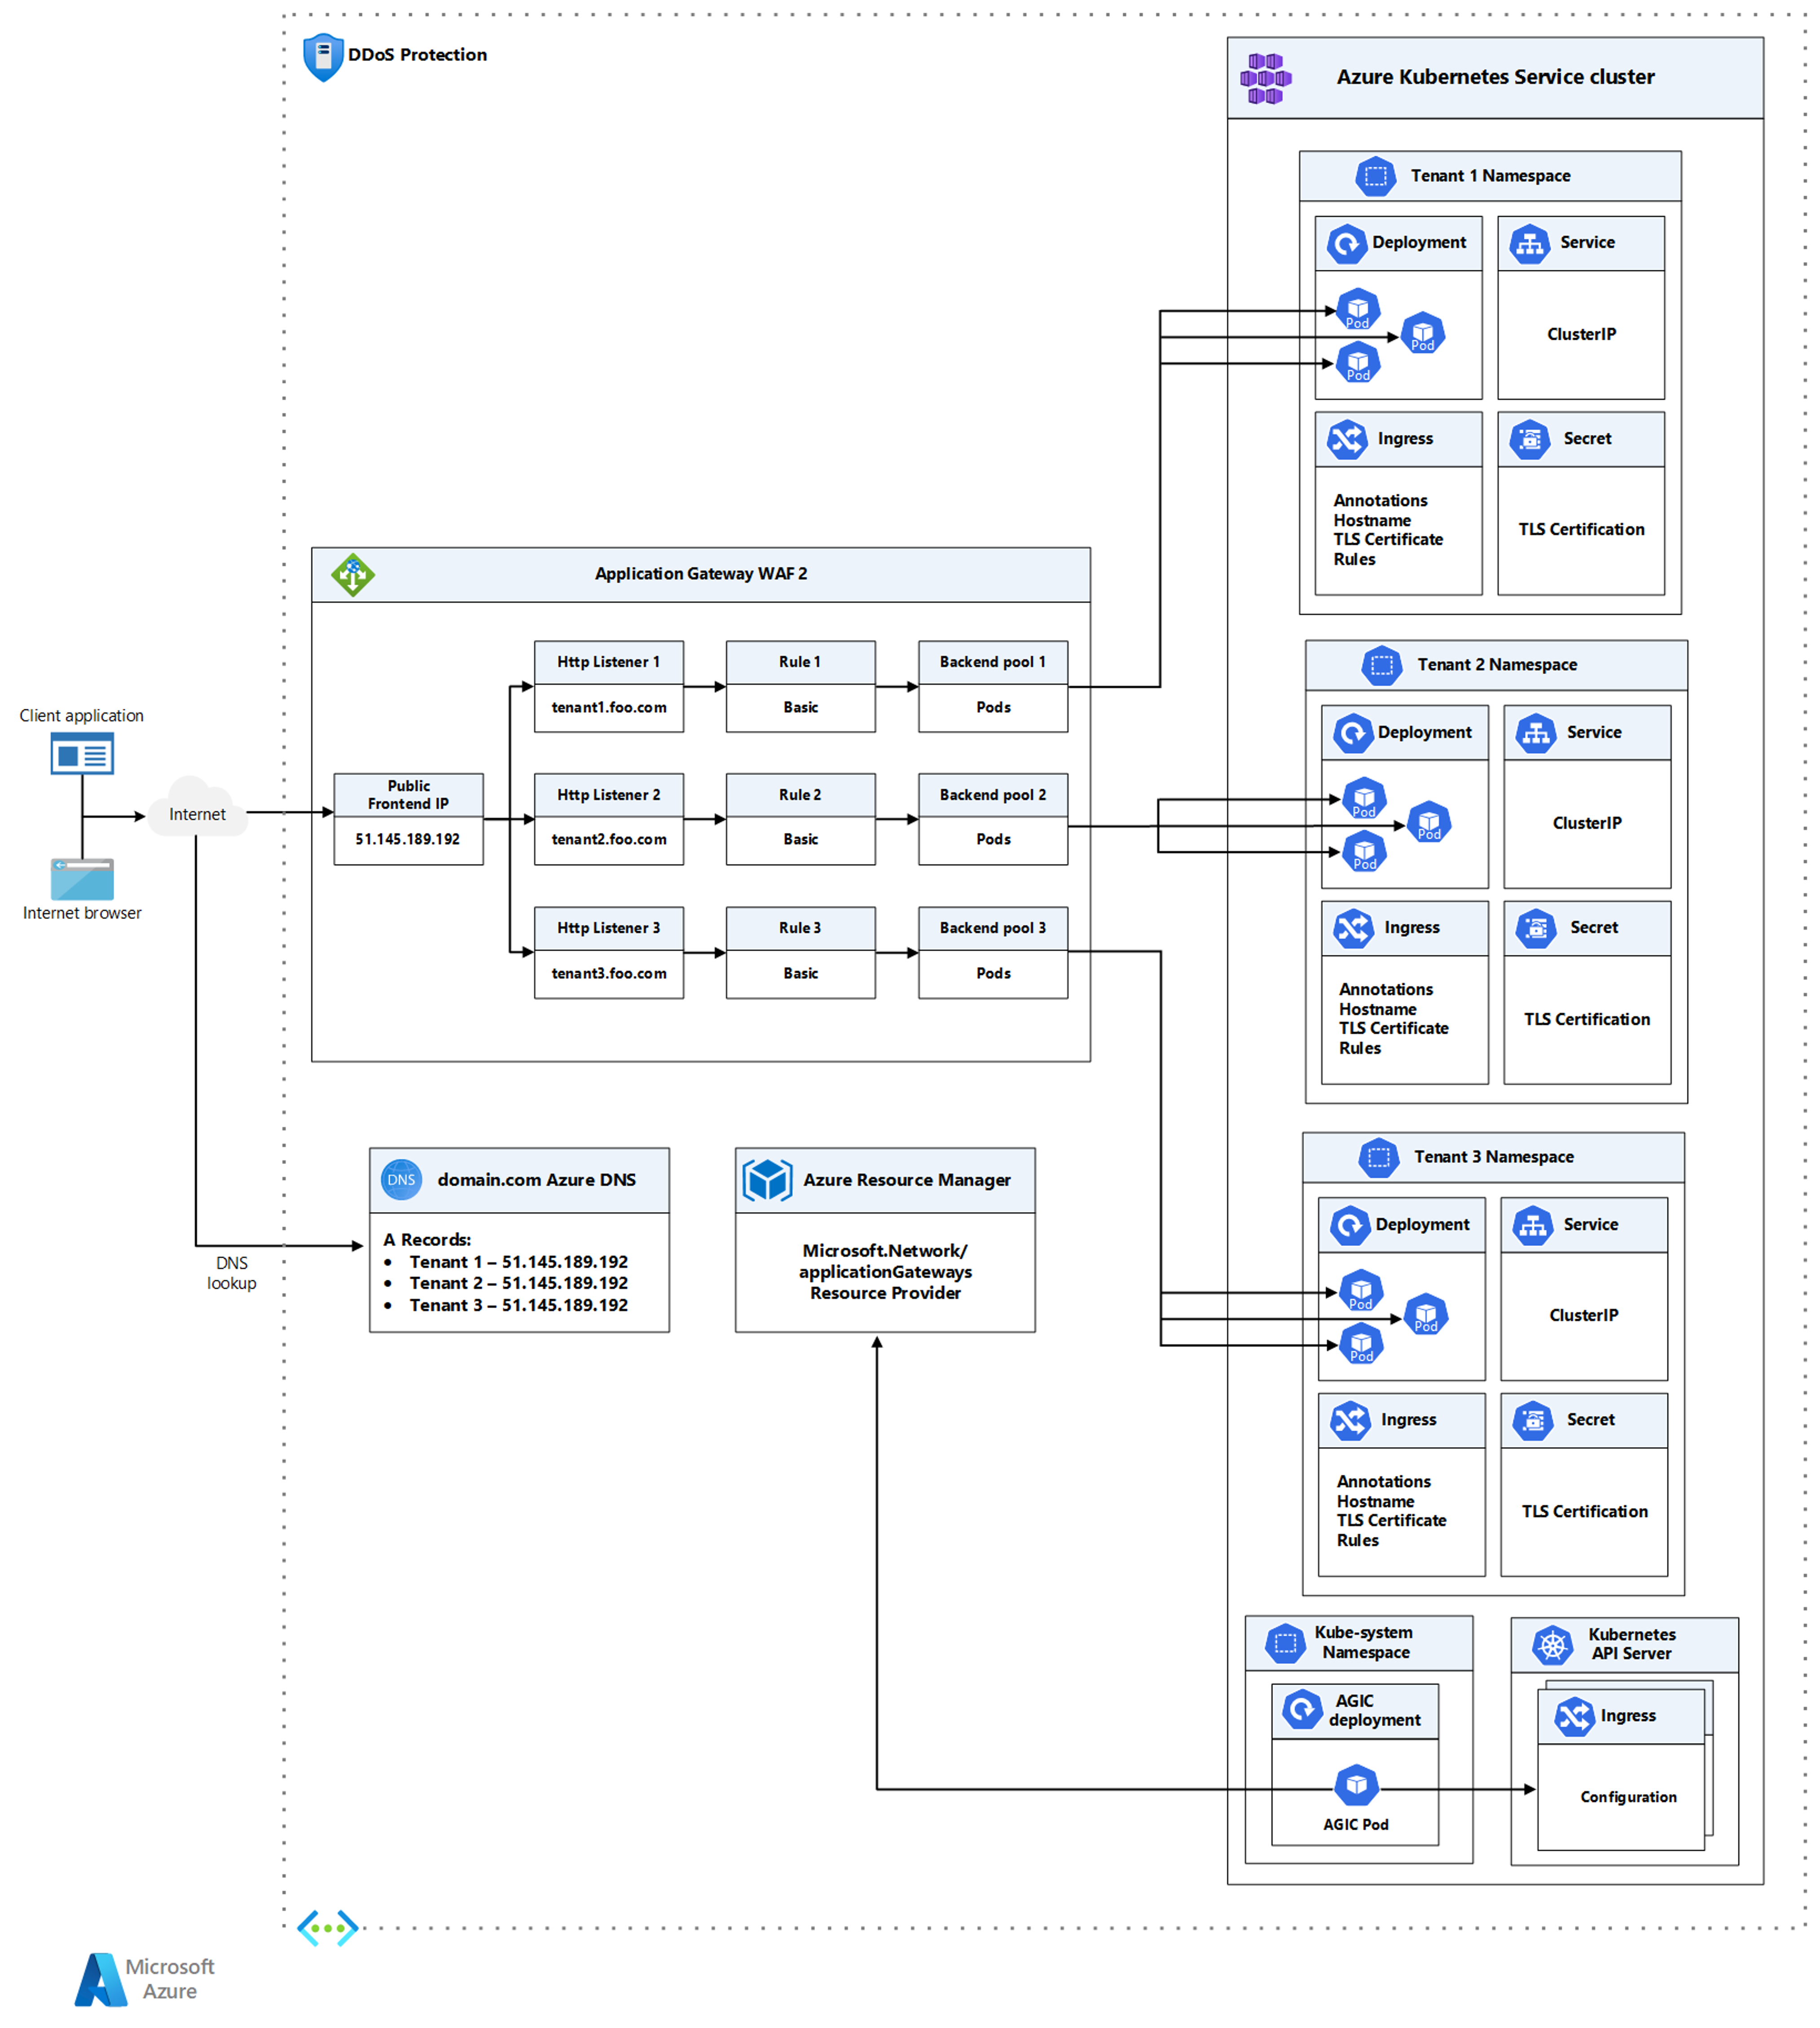 DDoS Protection
Azure Kubernetes Service cluster
Tenant 1 Namespace
Deployment
Service
Pod
Pod
Pod
ClusterIP
Ingress
Secret
Annotations
Hostname
TLS Certificate
Rules
TLS Certification
Application Gateway WAF 2
Http Listener 1
tenant1.foo.com
Rule 1
Basic
Backend pool 1
Pods
Client application
Internet
Internet browser
Public
Frontend IP
51.145.189.192
Http Listener 2
tenant2.foo.com
Rule 2
Basic
Backend pool 2
Pods
Http Listener 3
tenant3.foo.com
Rule 3
Basic
Backend pool 3
Pods
Tenant 2 Namespace
Deployment
Service
Pod
Pod
Pod
ClusterIP
Ingress
Secret
Annotations
Hostname
TLS Certificate
Rules
TLS Certification
DNS
lookup
DNS
domain.com Azure DNS
A Records:
• Tenant 1 – 51.145.189.192
• Tenant 2 – 51.145.189.192
• Tenant 3 – 51.145.189.192
Azure Resource Manager
Microsoft.Network/
applicationGateways
Resource Provider
Tenant 3 Namespace
Deployment
Service
Pod
Pod
Pod
ClusterIP
Ingress
Secret
Annotations
Hostname
TLS Certificate
Rules
TLS Certification
Kube-system
Namespace
AGIC
deployment
AGIC Pod
Kubernetes
API Server
Ingress
Configuration
Microsoft
Azure